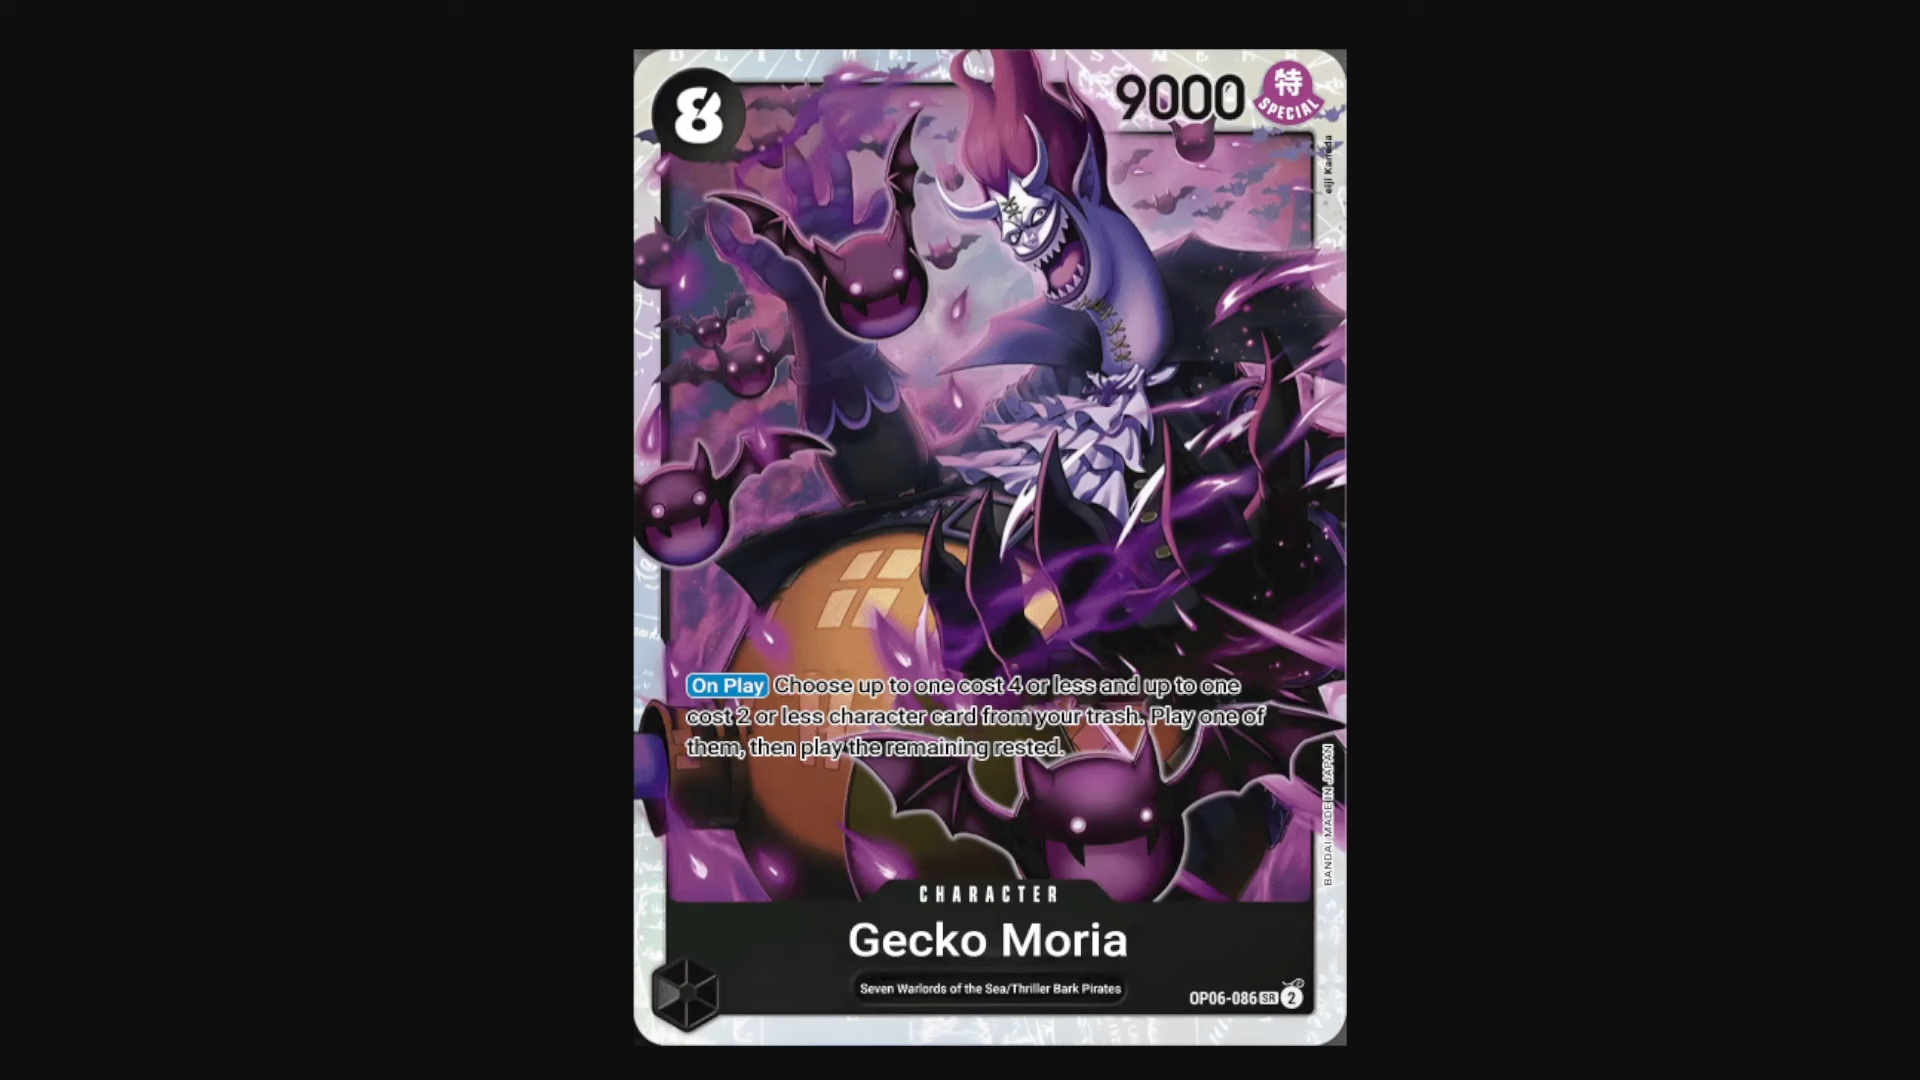 8
9000
特
SPECIAL
On Play Choose up to one cost 4 or less and up to one
cost 2 or less character card from your trash. Play one of
them, then play the remaining rested.
BANDAI MADE IN JAPAN
CHARACTER
Gecko Moria
Seven Warlords of the Sea/Thriller Bark Pirates
OP06-086 SR 2